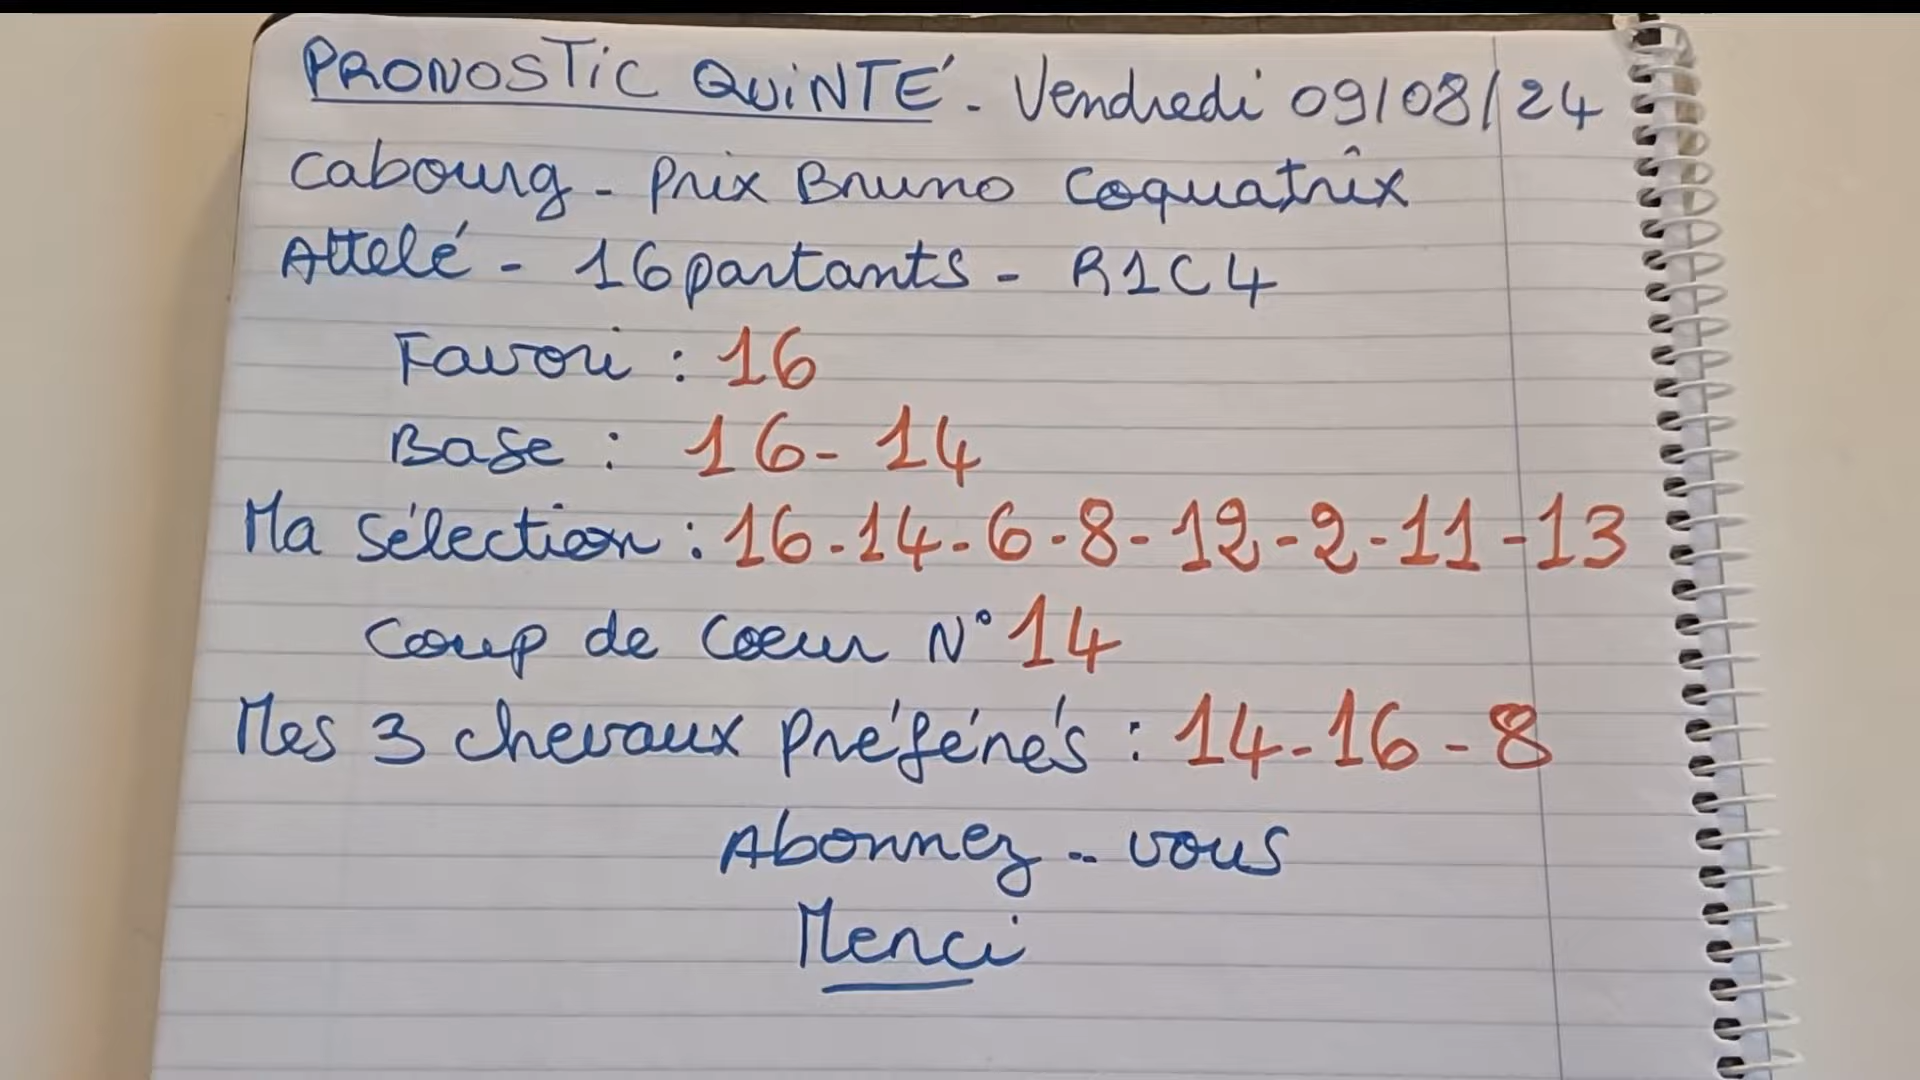 PRONOSTiC QUiNTÉ - Vendredi 09/08/24
Cabourg - Prix Bruno Coquatrîx
Attelé - 16 partants - R1C4
Favori : 16
Base : 16 - 14
Ma Sélection : 16 - 14 - 6 - 8 - 12 - 2 - 11 - 13
Coup de Coeur N° 14
Mes 3 chevaux préférés : 14 - 16 - 8
Abonnez - vous
Merci